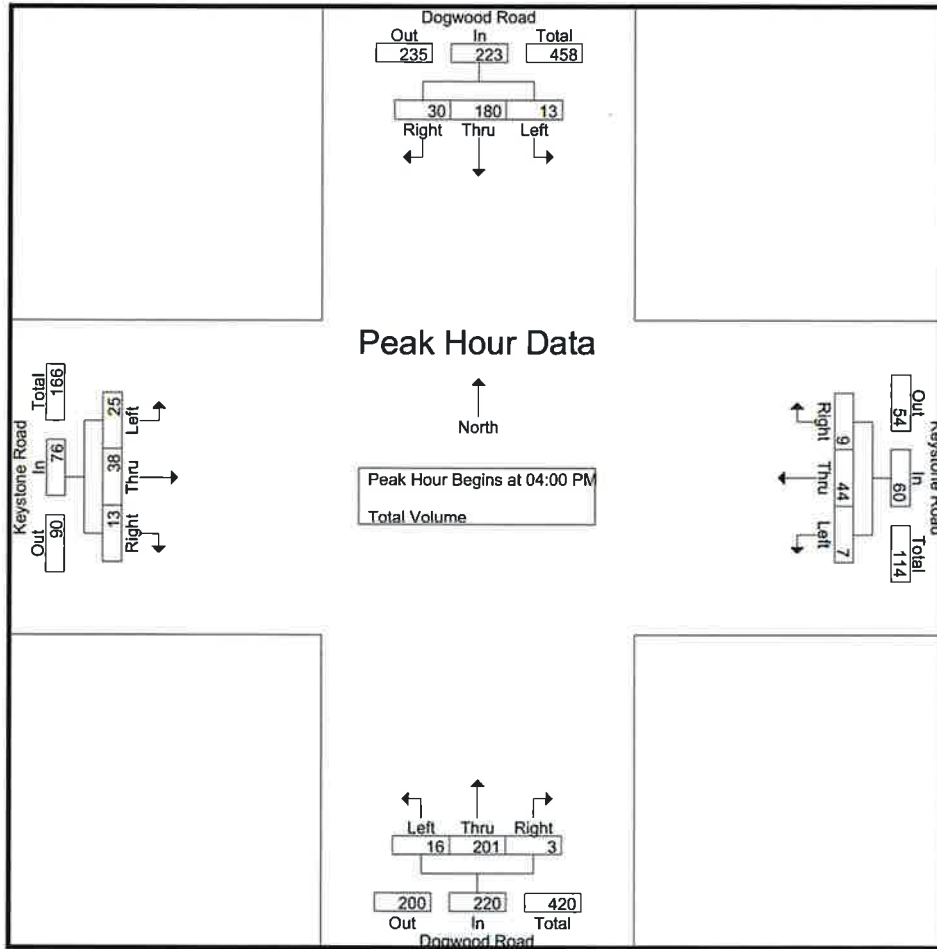 Dogwood Road
Out In Total
235 223 458
30 180 13
Right Thru Left
Peak Hour Data
North
Peak Hour Begins at 04:00 PM
Total Volume
Keystone Road
Total In Out
166 76 90
25 38 13
Left Thru Right
Keystone Road
Out In Total
54 60 114
9 44 7
Right Thru Left
Left Thru Right
16 201 3
200 220 420
Out In Total
Dogwood Road